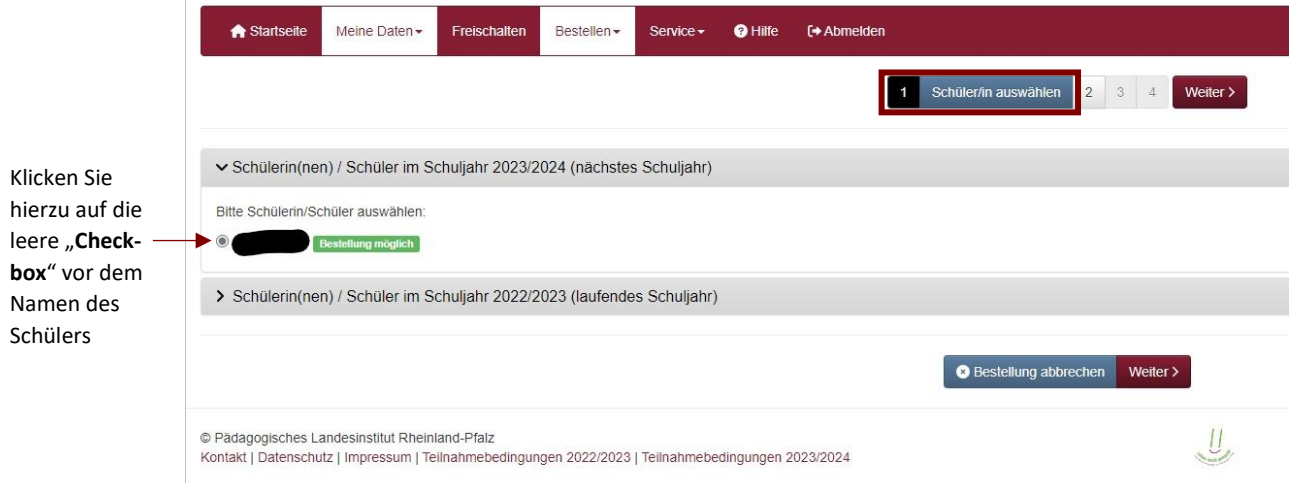 Startseite Meine Daten Freischalten Bestellen Service Hilfe Abmelden
1 Schüler/in auswählen 2 3 4 Weiter
Schülerin(nen) / Schüler im Schuljahr 2023/2024 (nächstes Schuljahr)
Klicken Sie
hierzu auf die
leere „Check-
box“ vor dem
Namen des
Schülers
Bitte Schülerin/Schüler auswählen:
Bestellung möglich
Schülerin(nen) / Schüler im Schuljahr 2022/2023 (laufendes Schuljahr)
Bestellung abbrechen Weiter
© Pädagogisches Landesinstitut Rheinland-Pfalz
Kontakt | Datenschutz | Impressum | Teilnahmebedingungen 2022/2023 | Teilnahmebedingungen 2023/2024